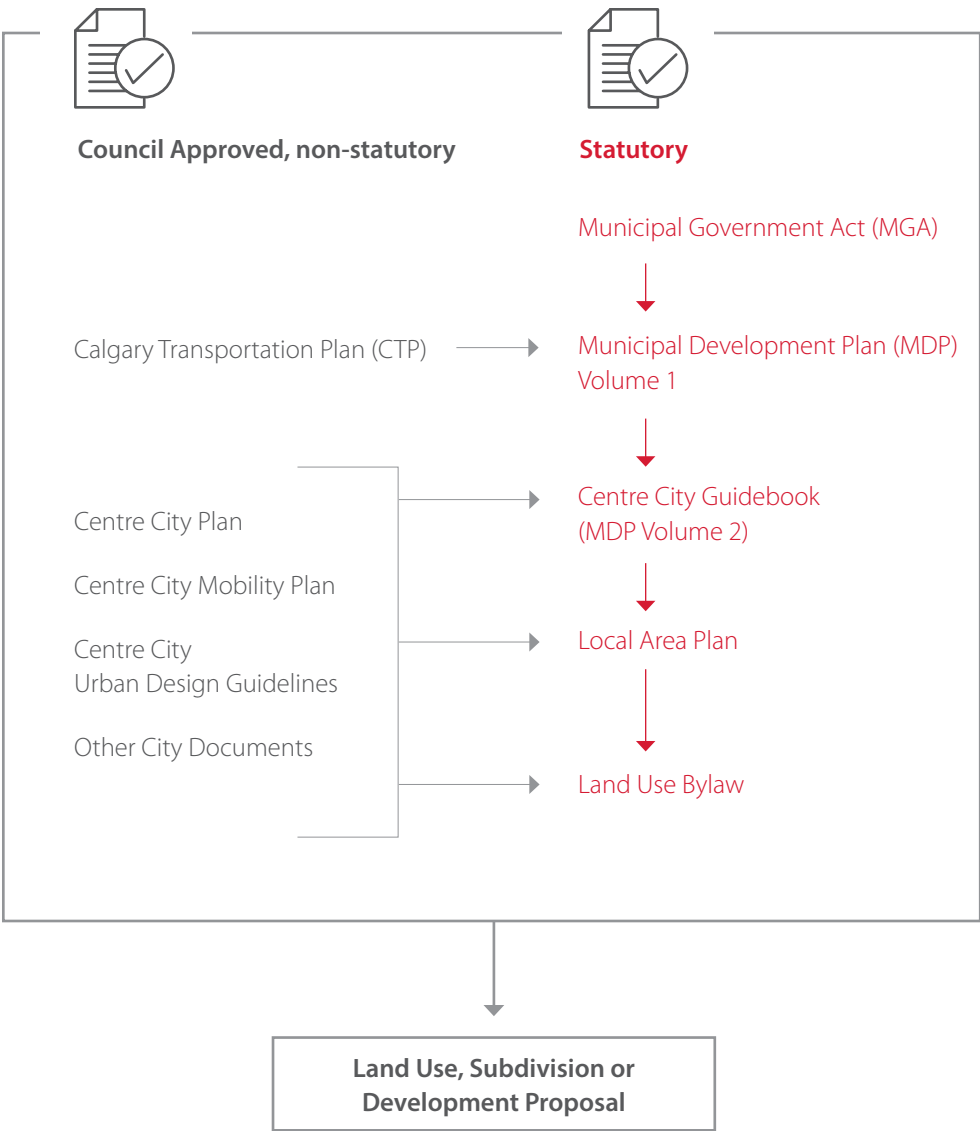 Council Approved, non-statutory
Statutory
Municipal Government Act (MGA)
Calgary Transportation Plan (CTP)
Municipal Development Plan (MDP)
Volume 1
Centre City Plan
Centre City Mobility Plan
Centre City
Urban Design Guidelines
Other City Documents
Centre City Guidebook
(MDP Volume 2)
Local Area Plan
Land Use Bylaw
Land Use, Subdivision or
Development Proposal